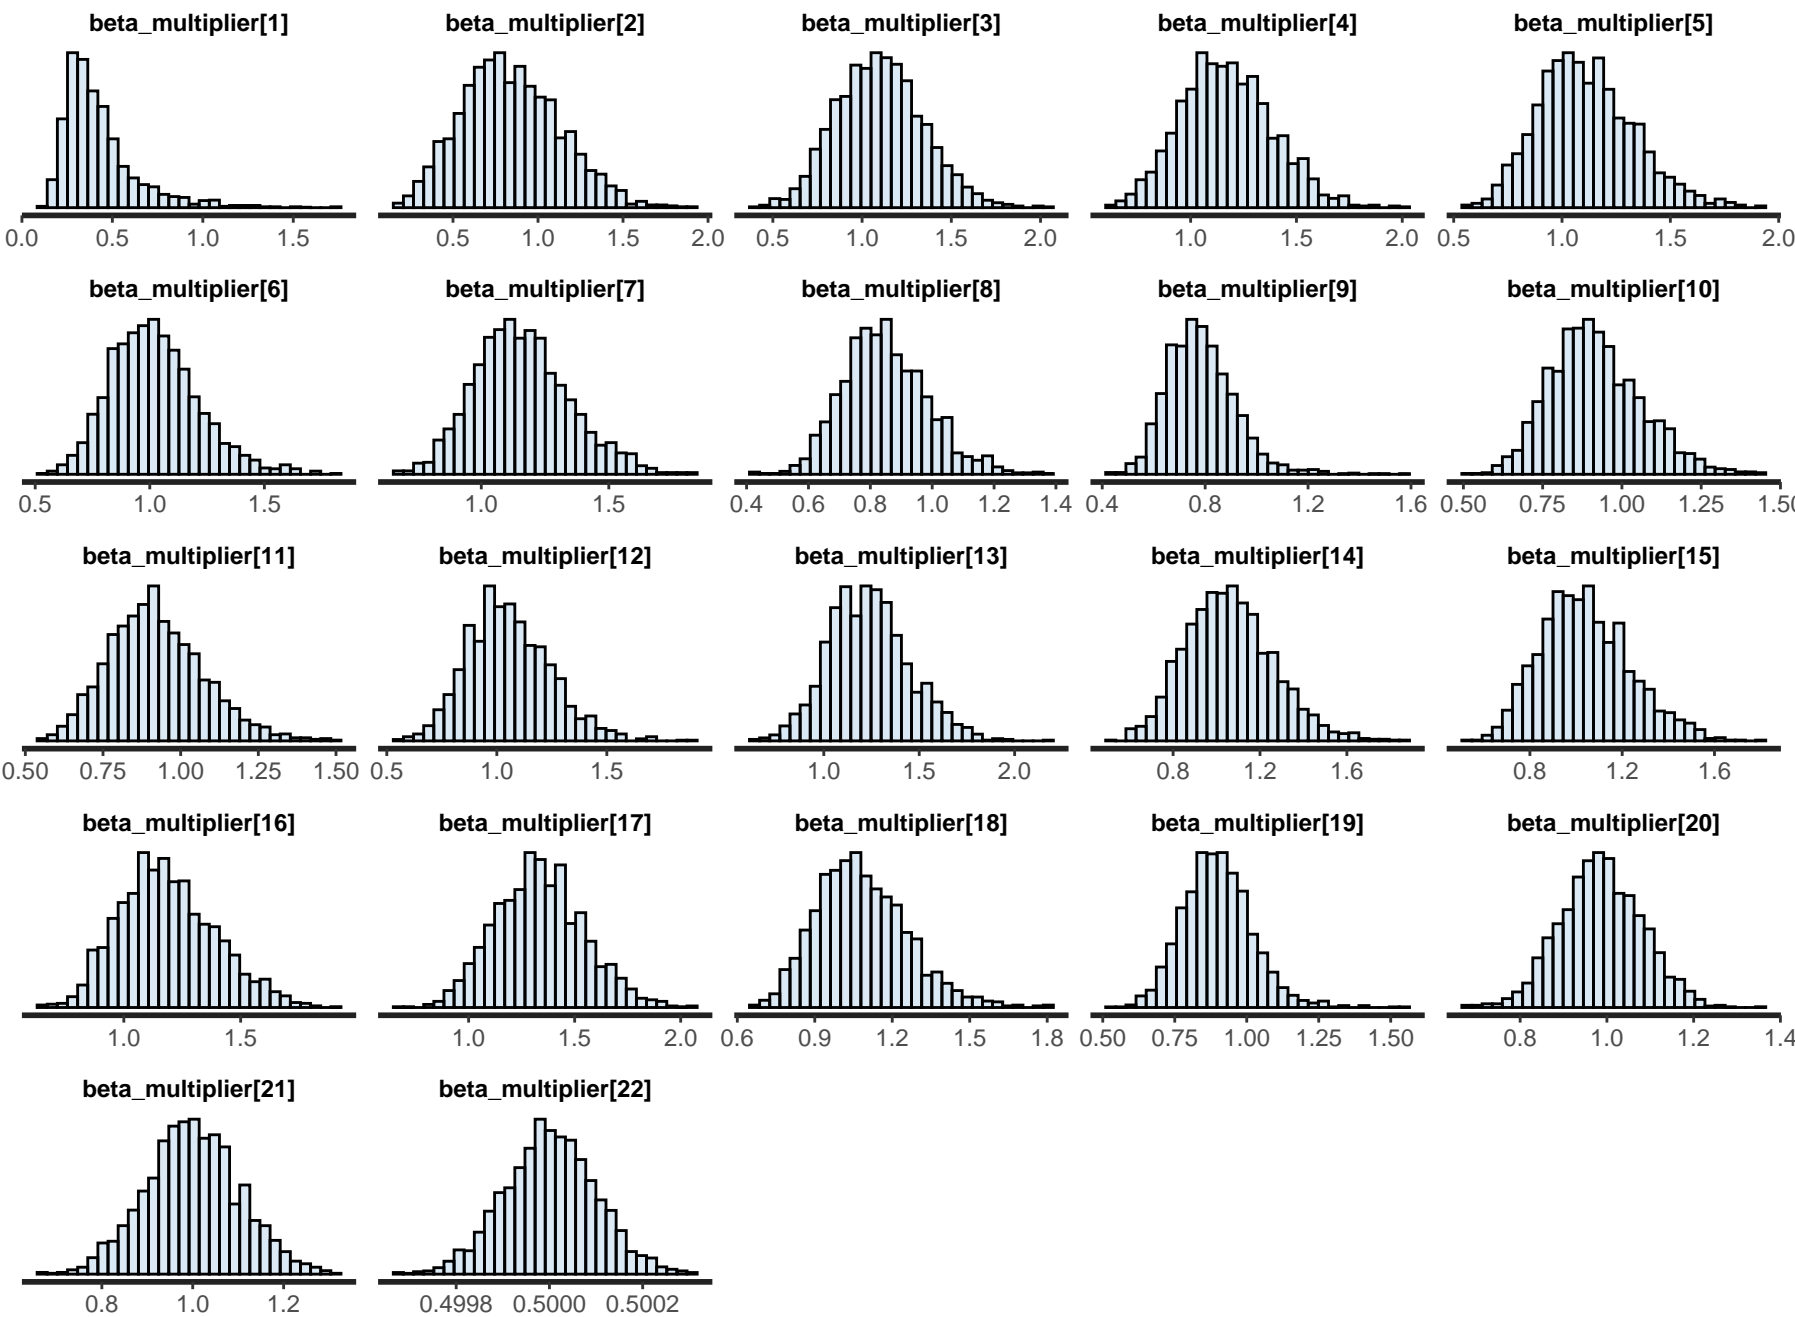 beta_multiplier[1] beta_multiplier[2] beta_multiplier[3] beta_multiplier[4] beta_multiplier[5]
0.0 0.5 1.0 1.5 0.5 1.0 1.5 2.0 0.5 1.0 1.5 2.0 1.0 1.5 2.0 0.5 1.0 1.5 2.0
beta_multiplier[6] beta_multiplier[7] beta_multiplier[8] beta_multiplier[9] beta_multiplier[10]
0.5 1.0 1.5 1.0 1.5 0.4 0.6 0.8 1.0 1.2 1.4 0.4 0.8 1.2 1.6 0.50 0.75 1.00 1.25 1.50
beta_multiplier[11] beta_multiplier[12] beta_multiplier[13] beta_multiplier[14] beta_multiplier[15]
0.50 0.75 1.00 1.25 1.50 0.5 1.0 1.5 1.0 1.5 2.0 0.8 1.2 1.6 0.8 1.2 1.6
beta_multiplier[16] beta_multiplier[17] beta_multiplier[18] beta_multiplier[19] beta_multiplier[20]
1.0 1.5 1.0 1.5 2.0 0.6 0.9 1.2 1.5 1.8 0.50 0.75 1.00 1.25 1.50 0.8 1.0 1.2 1.4
beta_multiplier[21] beta_multiplier[22]
0.8 1.0 1.2 0.4998 0.5000 0.5002